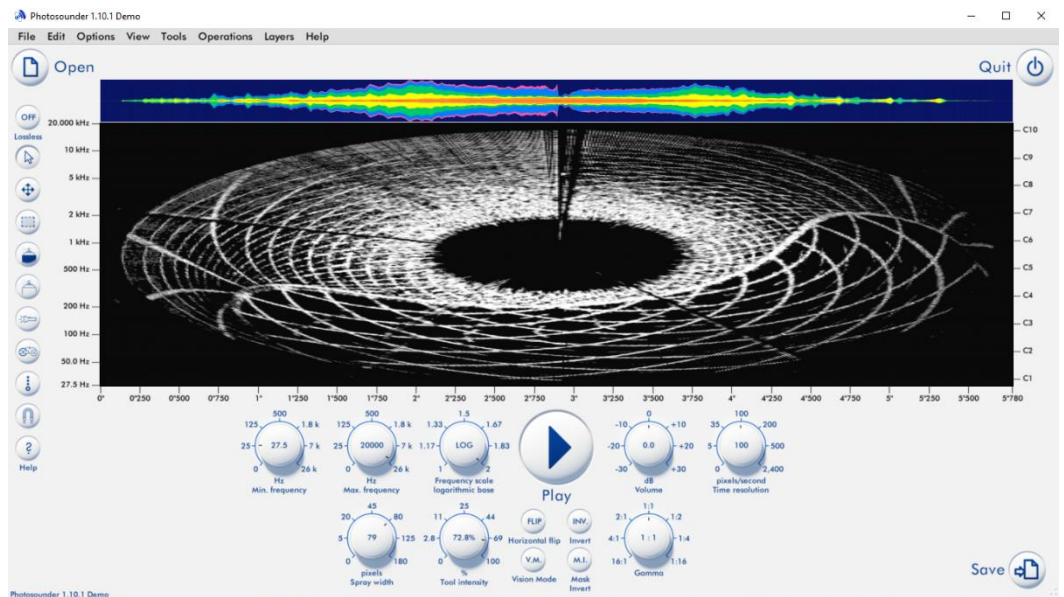 Photosounder 1.10.1 Demo
File Edit Options View Tools Operations Layers Help
Open
Quit
OFF
Lossless
20.000 kHz
10 kHz
5 kHz
2 kHz
1 kHz
500 Hz
200 Hz
100 Hz
50.0 Hz
27.5 Hz
C10
C9
C8
C7
C6
C5
C4
C3
C2
C1
?
Help
0" 0"250 0"500 0"750 1" 1"250 1"500 1"750 2" 2"250 2"500 2"750 3" 3"250 3"500 3"750 4" 4"250 4"500 4"750 5" 5"250 5"500 5"780
500
125 1.8 k
25 27.5 7 k
0 26 k
Hz
Min. frequency
500
125 1.8 k
25 20000 7 k
0 26 k
Hz
Max. frequency
1.5
1.33 1.67
1.17 LOG 1.83
1 2
Frequency scale
logarithmic base
Play
0
-10 +10
-20 0.0 +20
-30 +30
dB
Volume
100
35 200
5 100 500
0 2,400
pixels/second
Time resolution
45
20 80
5 79 125
0 180
pixels
Spray width
25
11 44
2.8 72.8% 69
0 100
%
Tool intensity
FLIP
Horizontal flip
INV.
Invert
V.M.
Vision Mode
M.I.
Mask
Invert
1:1
2:1 1:2
4:1 1 : 1 1:4
16:1 1:16
Gamma
Save
Photosounder 1.10.1 Demo